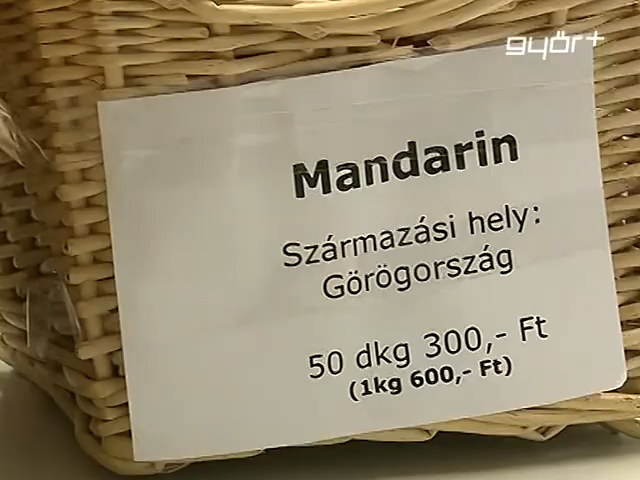 győr+
Mandarin
Származási hely:
Görögország
50 dkg 300,- Ft
(1kg 600,- Ft)